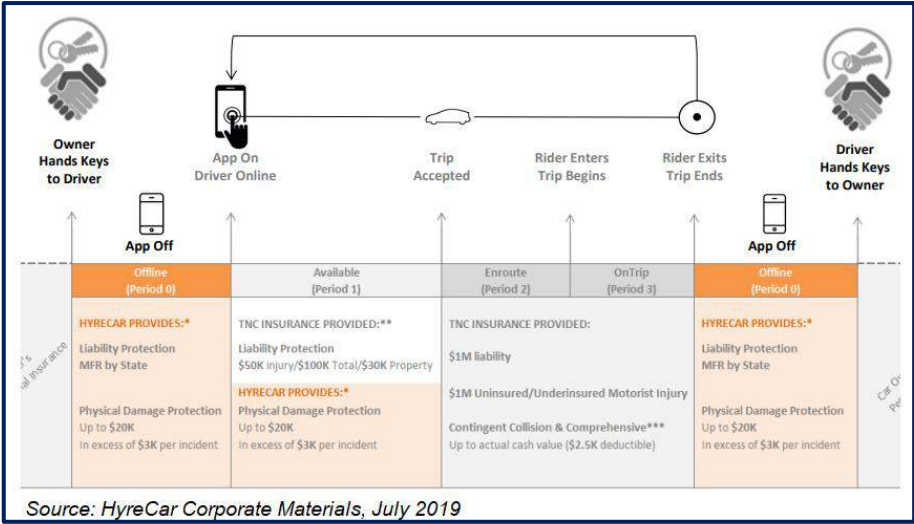 Owner
Hands Keys
to Driver
App On
Driver Online
Trip
Accepted
Rider Enters
Trip Begins
Rider Exits
Trip Ends
Driver
Hands Keys
to Owner
App Off
App Off
Offline
(Period 0)
Available
(Period 1)
Enroute
(Period 2)
OnTrip
(Period 3)
Offline
(Period 0)
HYRECAR PROVIDES:*
Liability Protection
MFR by State
Physical Damage Protection
Up to $20K
In excess of $3K per incident
TNC INSURANCE PROVIDED:**
Liability Protection
$50K Injury/$100K Total/$30K Property
HYRECAR PROVIDES:*
Physical Damage Protection
Up to $20K
In excess of $3K per incident
TNC INSURANCE PROVIDED:
$1M liability
$1M Uninsured/Underinsured Motorist Injury
Contingent Collision & Comprehensive***
Up to actual cash value ($2.5K deductible)
HYRECAR PROVIDES:*
Liability Protection
MFR by State
Physical Damage Protection
Up to $20K
In excess of $3K per incident
Insurance
Car
Source: HyreCar Corporate Materials, July 2019